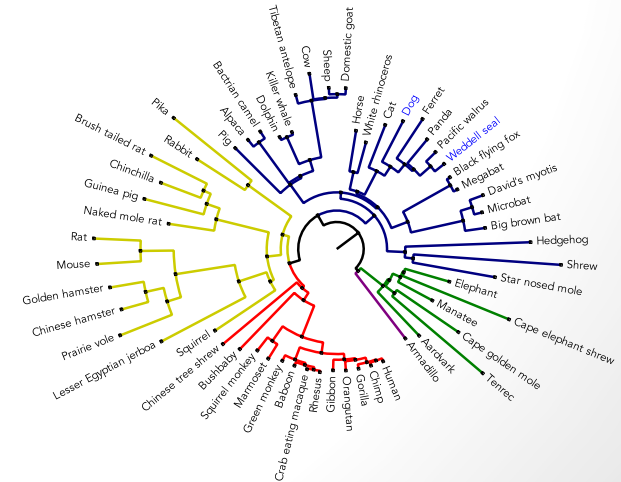 Tibetan antelope
Cow
Sheep
Domestic goat
Bactrian camel
Killer whale
Dolphin
Alpaca
Pig
Horse
White rhinoceros
Cat
Dog
Ferret
Panda
Pacific walrus
Weddell seal
Black flying fox
Megabat
David's myotis
Microbat
Big brown bat
Hedgehog
Shrew
Star nosed mole
Elephant
Cape elephant shrew
Manatee
Cape golden mole
Tenrec
Aardvark
Armadillo
Human
Chimp
Gorilla
Orangutan
Gibbon
Rhesus
Crab eating macaque
Baboon
Green monkey
Marmoset
Squirrel monkey
Bushbaby
Chinese tree shrew
Squirrel
Lesser Egyptian jerboa
Prairie vole
Chinese hamster
Golden hamster
Mouse
Rat
Naked mole rat
Guinea pig
Chinchilla
Brush tailed rat
Rabbit
Pika